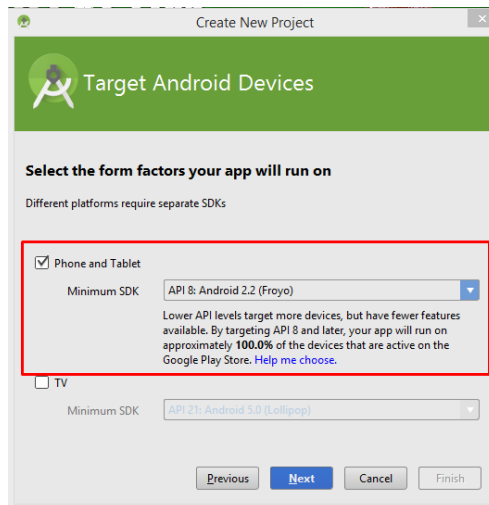 Create New Project
Target Android Devices
Select the form factors your app will run on
Different platforms require separate SDKs
Phone and Tablet
Minimum SDK
API 8: Android 2.2 (Froyo)
Lower API levels target more devices, but have fewer features
available. By targeting API 8 and later, your app will run on
approximately 100.0% of the devices that are active on the
Google Play Store. Help me choose.
TV
Minimum SDK
API 21: Android 5.0 (Lollipop)
Previous
Next
Cancel
Finish